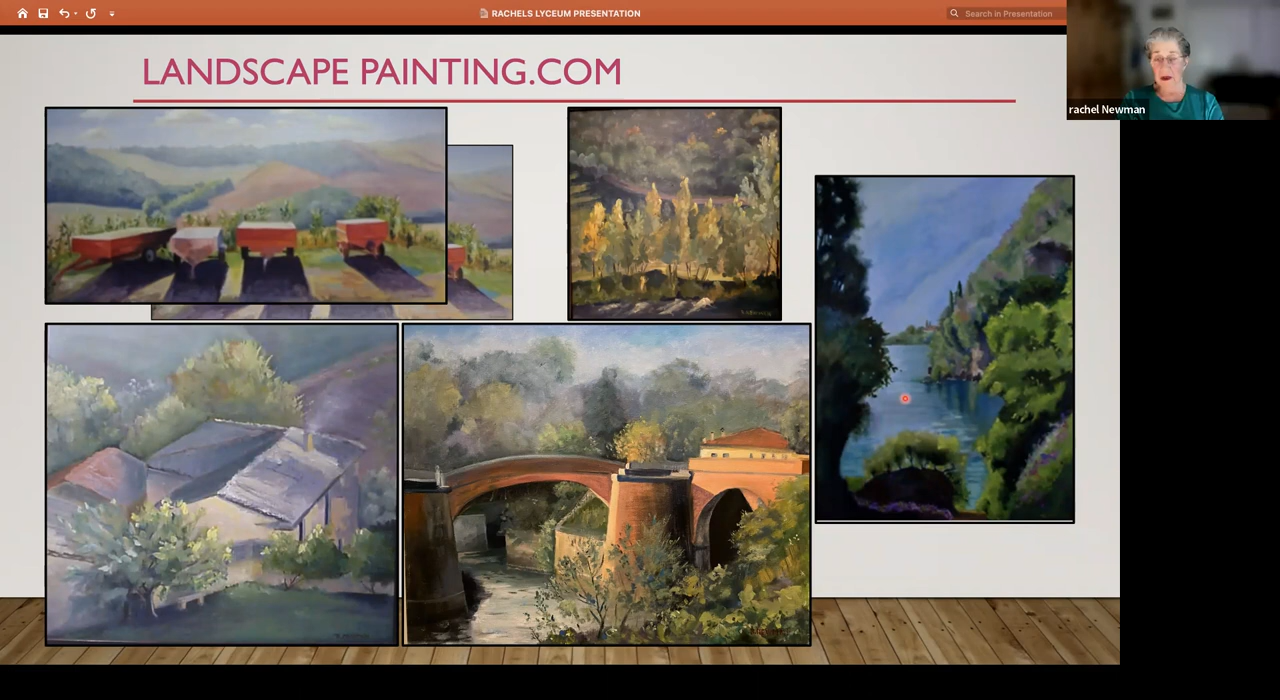 RACHELS LYCEUM PRESENTATION
Search in Presentation
LANDSCAPE PAINTING.COM
rachel Newman